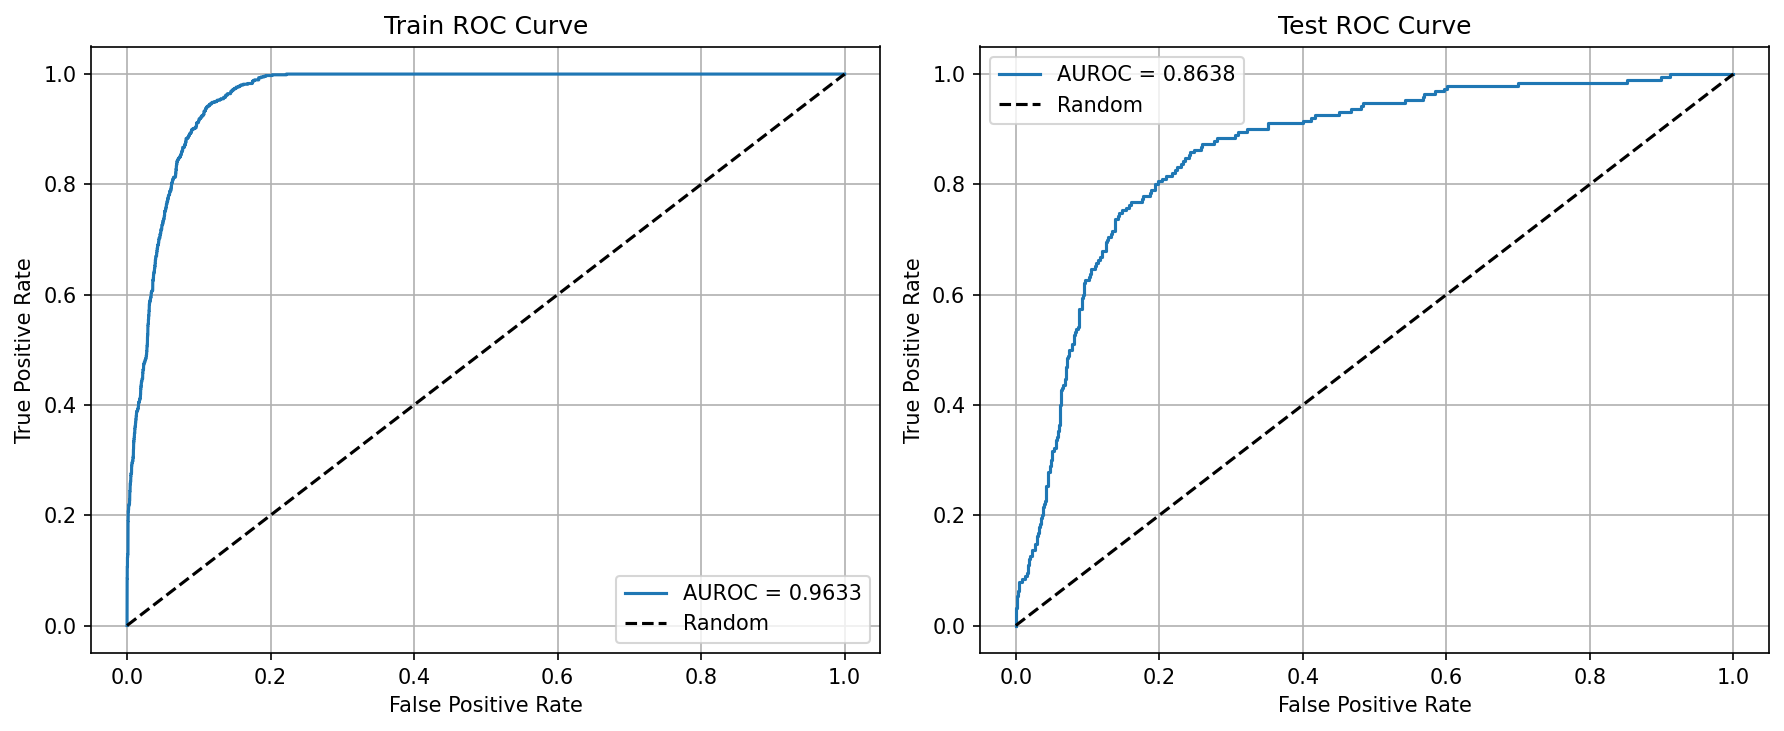 Train ROC Curve
1.0
0.8
0.6
0.4
0.2
0.0
True Positive Rate
AUROC = 0.9633
Random
0.0 0.2 0.4 0.6 0.8 1.0
False Positive Rate
Test ROC Curve
AUROC = 0.8638
Random
1.0
0.8
0.6
0.4
0.2
0.0
True Positive Rate
0.0 0.2 0.4 0.6 0.8 1.0
False Positive Rate